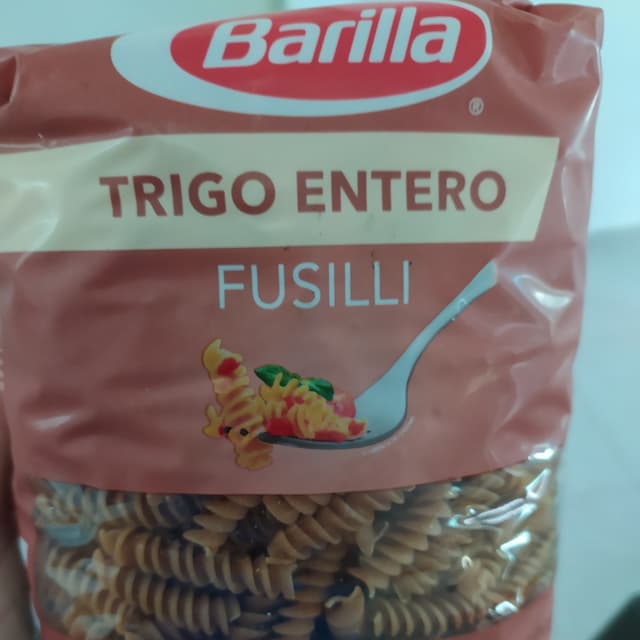 Barilla
®
TRIGO ENTERO
FUSILLI